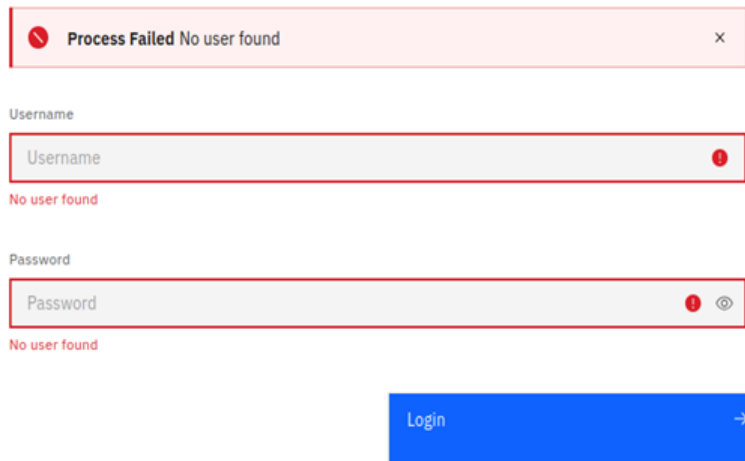 Process Failed No user found
Username
Username
No user found
Password
Password
No user found
Login